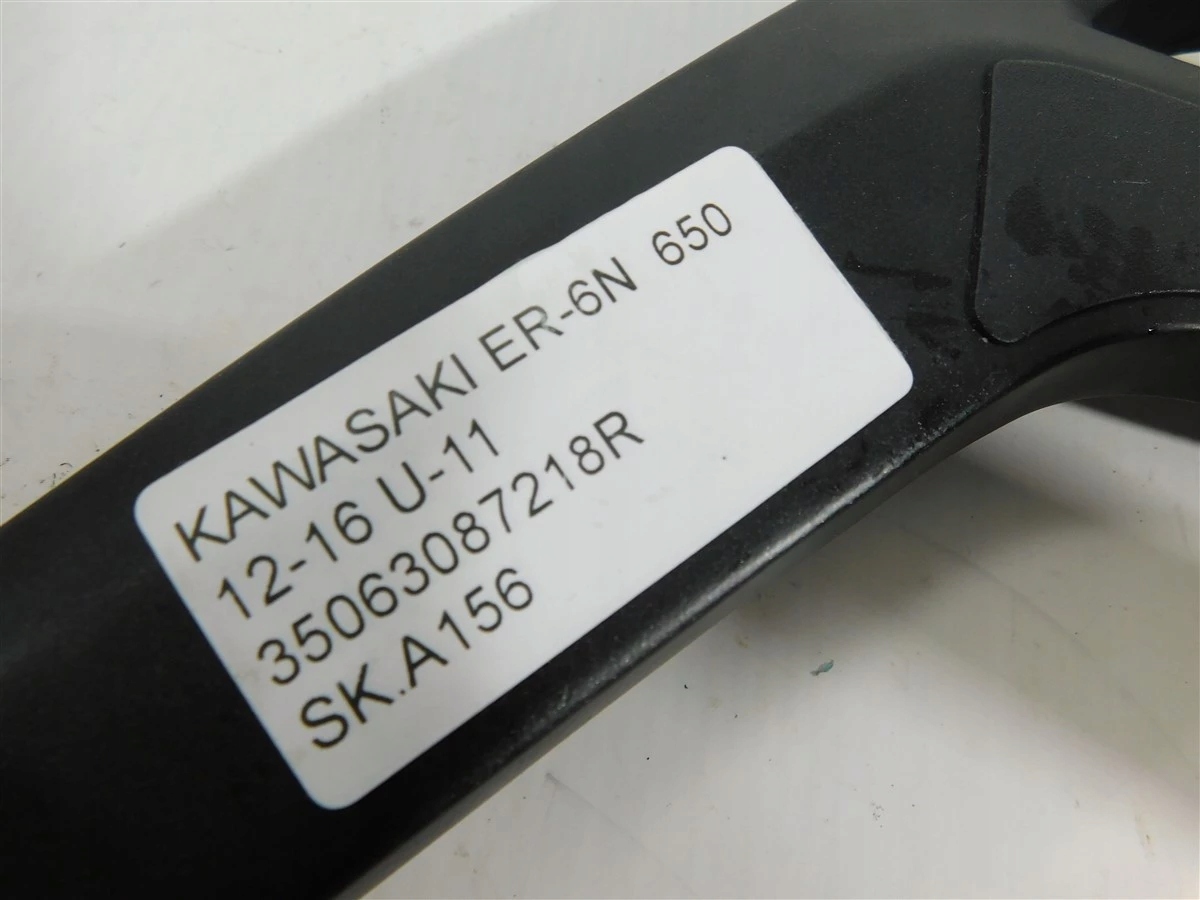 KAWASAKI ER-6N 650
12-16 U-11
35063087218R
SK.A156